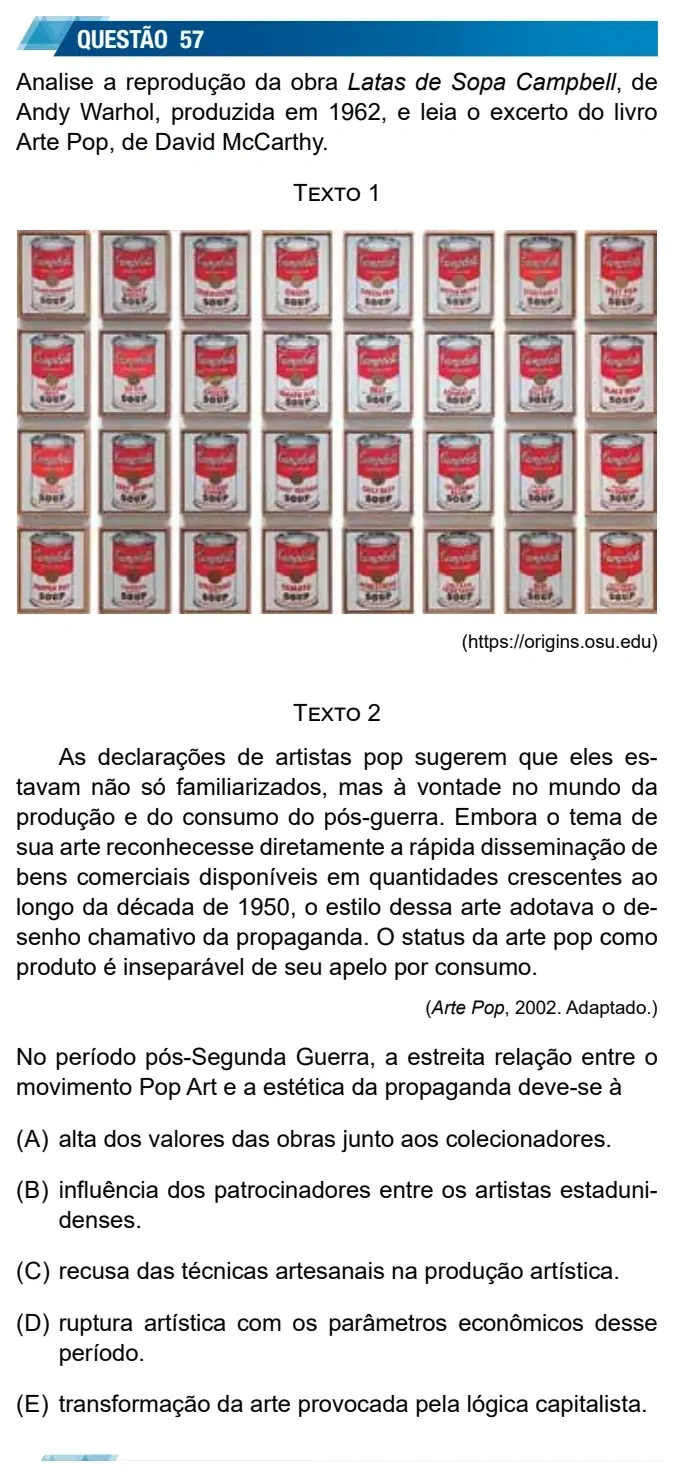 QUESTÃO 57
Analise a reprodução da obra Latas de Sopa Campbell, de
Andy Warhol, produzida em 1962, e leia o excerto do livro
Arte Pop, de David McCarthy.
TEXTO 1
(https://origins.osu.edu)
TEXTO 2
As declarações de artistas pop sugerem que eles es-
tavam não só familiarizados, mas à vontade no mundo da
produção e do consumo do pós-guerra. Embora o tema de
sua arte reconhecesse diretamente a rápida disseminação de
bens comerciais disponíveis em quantidades crescentes ao
longo da década de 1950, o estilo dessa arte adotava o de-
senho chamativo da propaganda. O status da arte pop como
produto é inseparável de seu apelo por consumo.
(Arte Pop, 2002. Adaptado.)
No período pós-Segunda Guerra, a estreita relação entre o
movimento Pop Art e a estética da propaganda deve-se à
(A) alta dos valores das obras junto aos colecionadores.
(B) influência dos patrocinadores entre os artistas estaduni-
denses.
(C) recusa das técnicas artesanais na produção artística.
(D) ruptura artística com os parâmetros econômicos desse
período.
(E) transformação da arte provocada pela lógica capitalista.